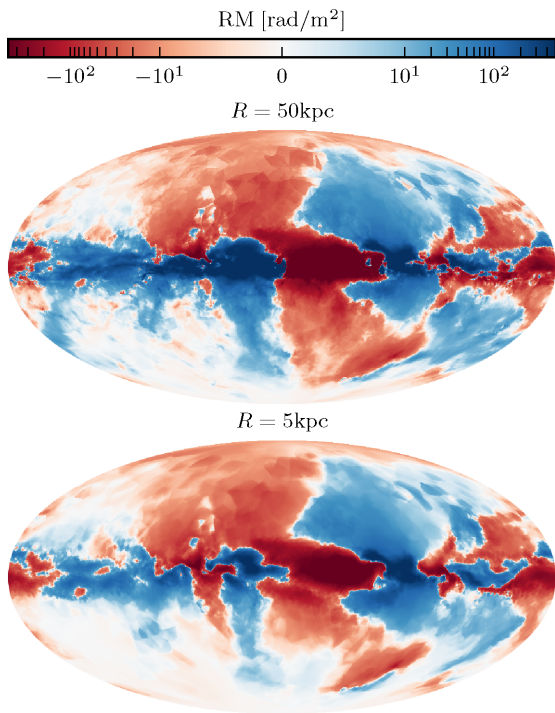 RM [rad/m²]
−10² −10¹ 0 10¹ 10²
R = 50kpc
R = 5kpc